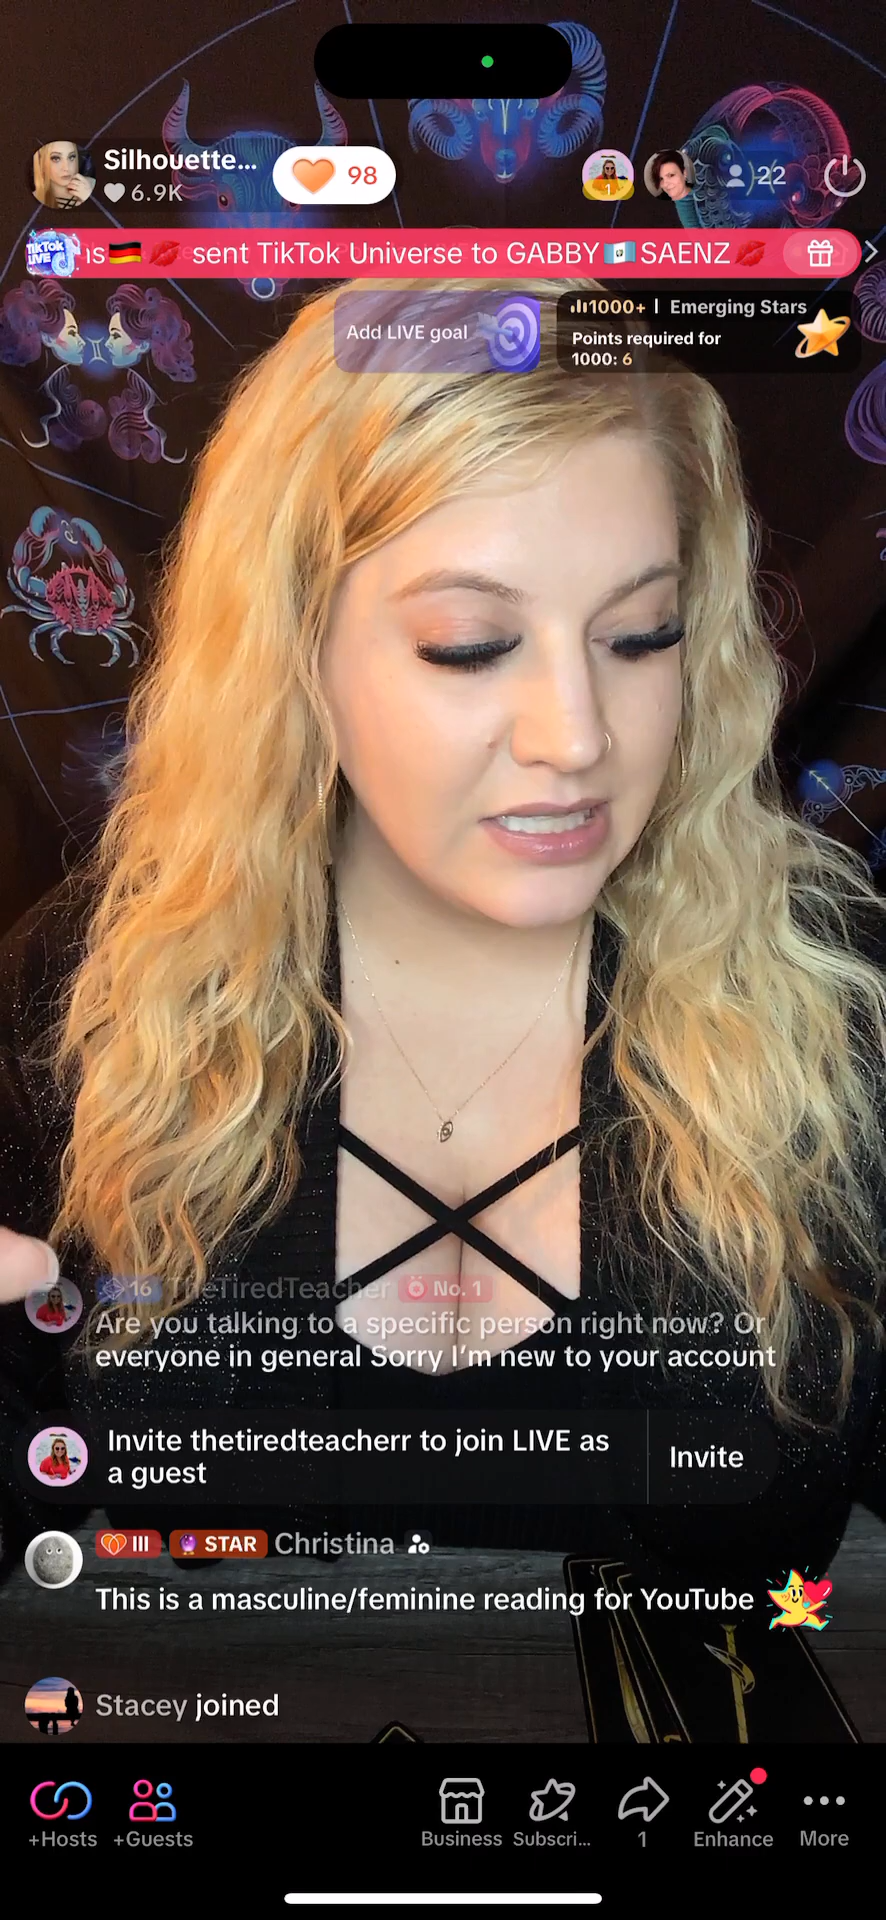 Silhouette...
6.9K
98
1
22
TikTok
LIVE
ns🇩🇪💋 sent TikTok Universe to GABBY🇬🇹SAENZ💋
Add LIVE goal
1000+ | Emerging Stars
Points required for
1000: 6
16 TheTiredTeacher No. 1
Are you talking to a specific person right now? Or
everyone in general Sorry I'm new to your account
Invite thetiredteacherr to join LIVE as
a guest
Invite
III STAR Christina
This is a masculine/feminine reading for YouTube
Stacey joined
+Hosts +Guests Business Subscri... 1 Enhance More